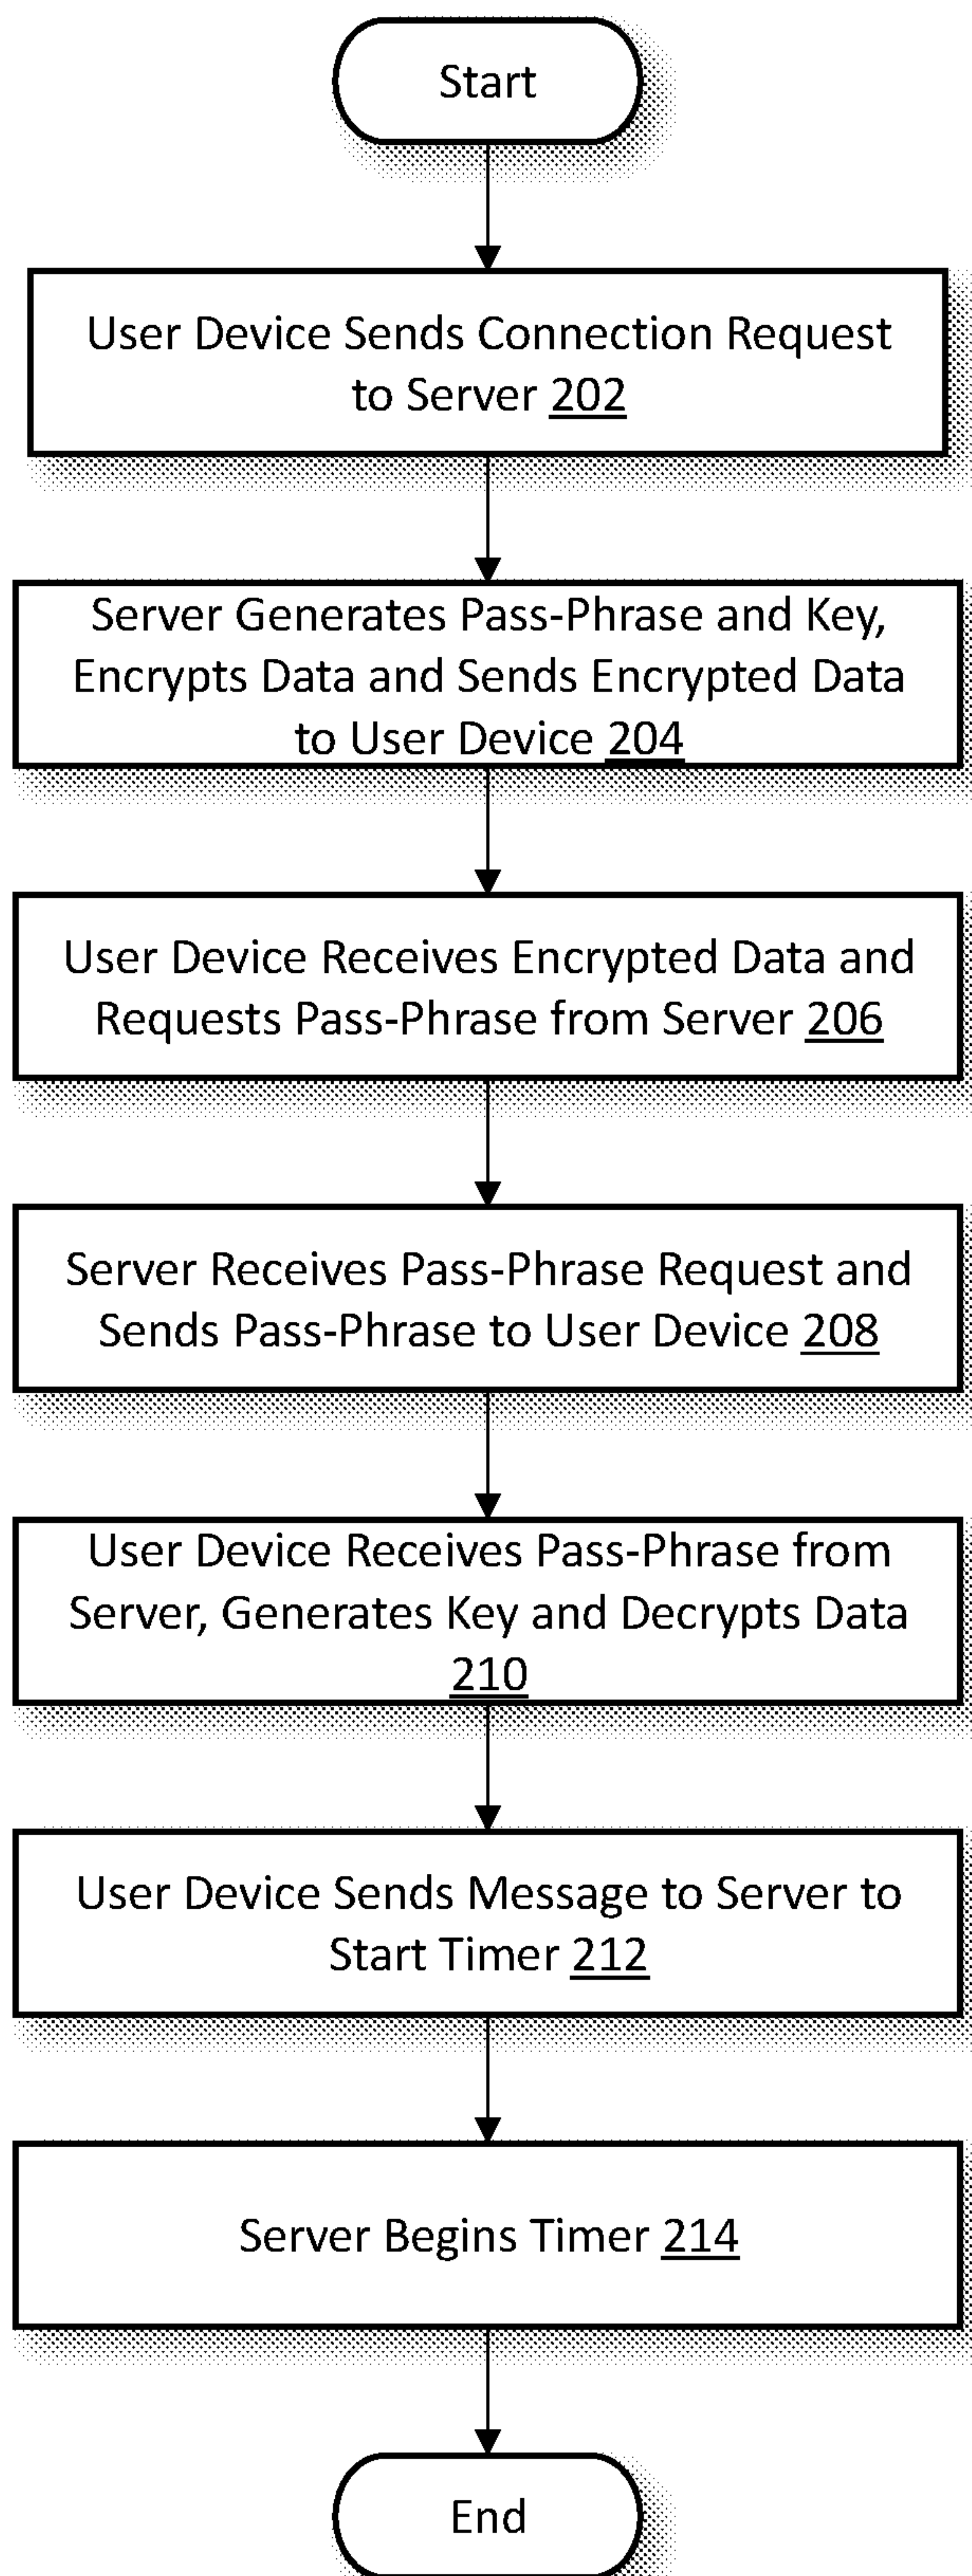 Start
User Device Sends Connection Request
to Server 202
Server Generates Pass-Phrase and Key,
Encrypts Data and Sends Encrypted Data
to User Device 204
User Device Receives Encrypted Data and
Requests Pass-Phrase from Server 206
Server Receives Pass-Phrase Request and
Sends Pass-Phrase to User Device 208
User Device Receives Pass-Phrase from
Server, Generates Key and Decrypts Data
210
User Device Sends Message to Server to
Start Timer 212
Server Begins Timer 214
End